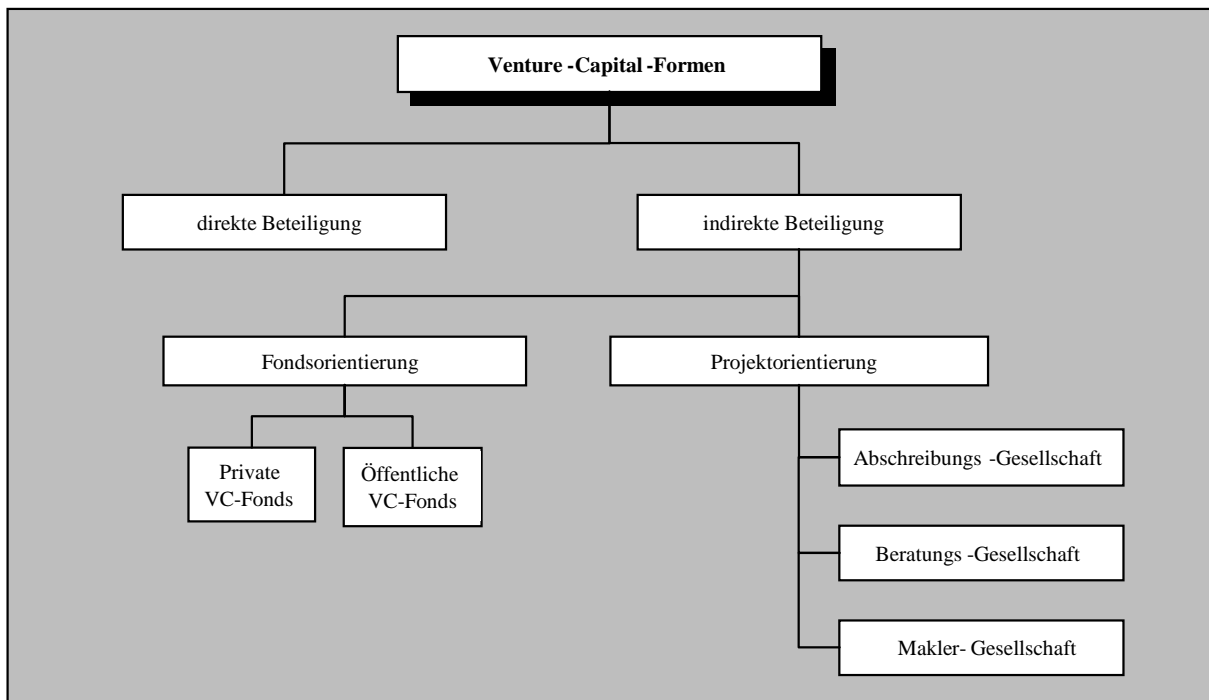 Venture -Capital -Formen
direkte Beteiligung
indirekte Beteiligung
Fondsorientierung
Projektorientierung
Private
VC-Fonds
Öffentliche
VC-Fonds
Abschreibungs -Gesellschaft
Beratungs -Gesellschaft
Makler- Gesellschaft